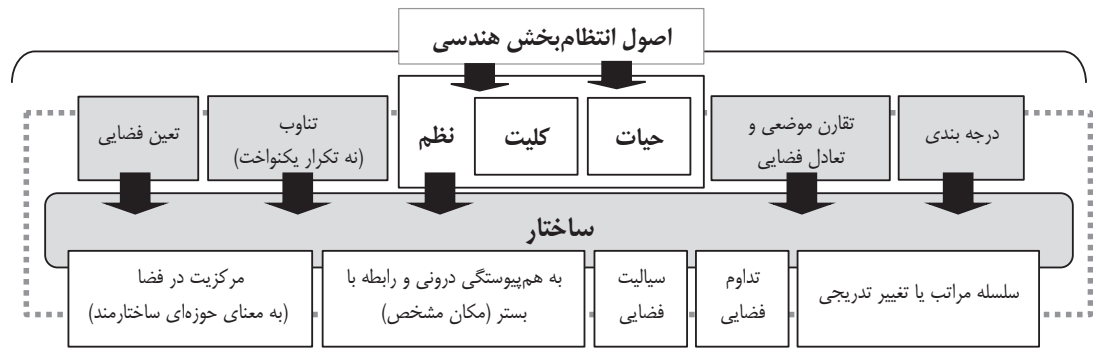 اصول انتظام‌بخش هندسی
درجه بندی
تقارن موضعی و
تعادل فضایی
حیات
کلیت
نظم
تناوب
(نه تکرار یکنواخت)
تعین فضایی
ساختار
سلسله مراتب یا تغییر تدریجی
تداوم
فضایی
سیالیت
فضایی
به هم‌پیوستگی درونی و رابطه با
بستر (مکان مشخص)
مرکزیت در فضا
(به معنای حوزه‌ای ساختارمند)